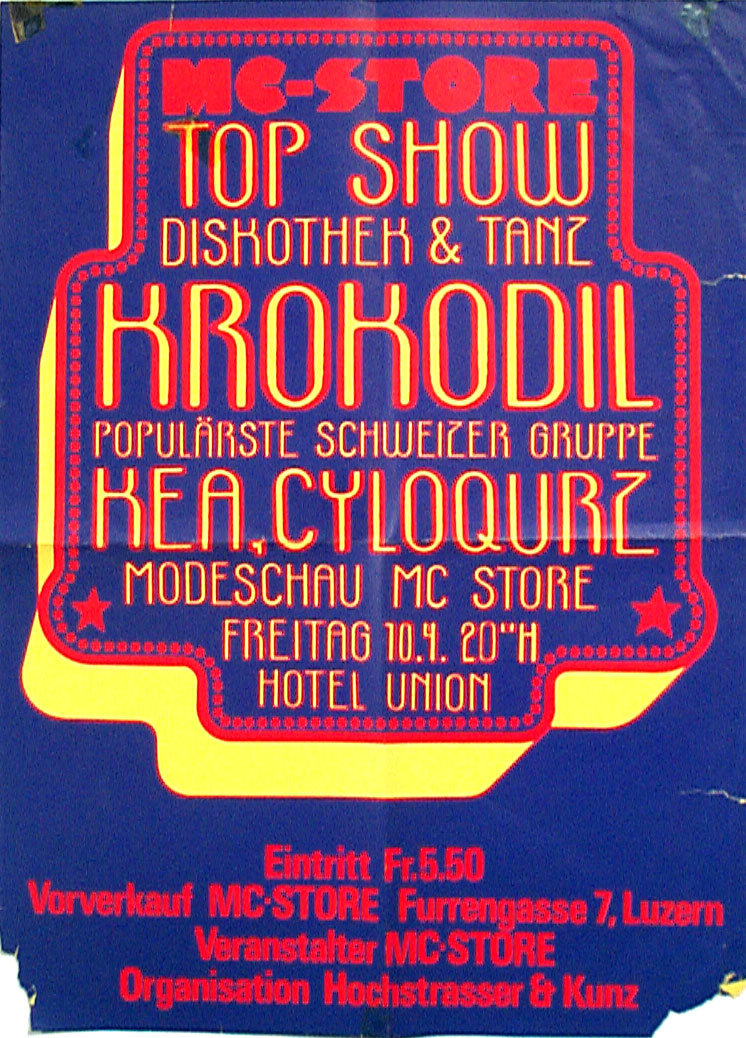 MC-STORE
TOP SHOW
DISKOTHEK & TANZ
KROKODIL
POPULÄRSTE SCHWEIZER GRUPPE
KEA, CYLOQURZ
MODESCHAU MC STORE
FREITAG 10.4. 20"H
HOTEL UNION
Eintritt Fr.5.50
Vorverkauf MC-STORE Furrengasse 7, Luzern
Veranstalter MC-STORE
Organisation Hochstrasser & Kunz